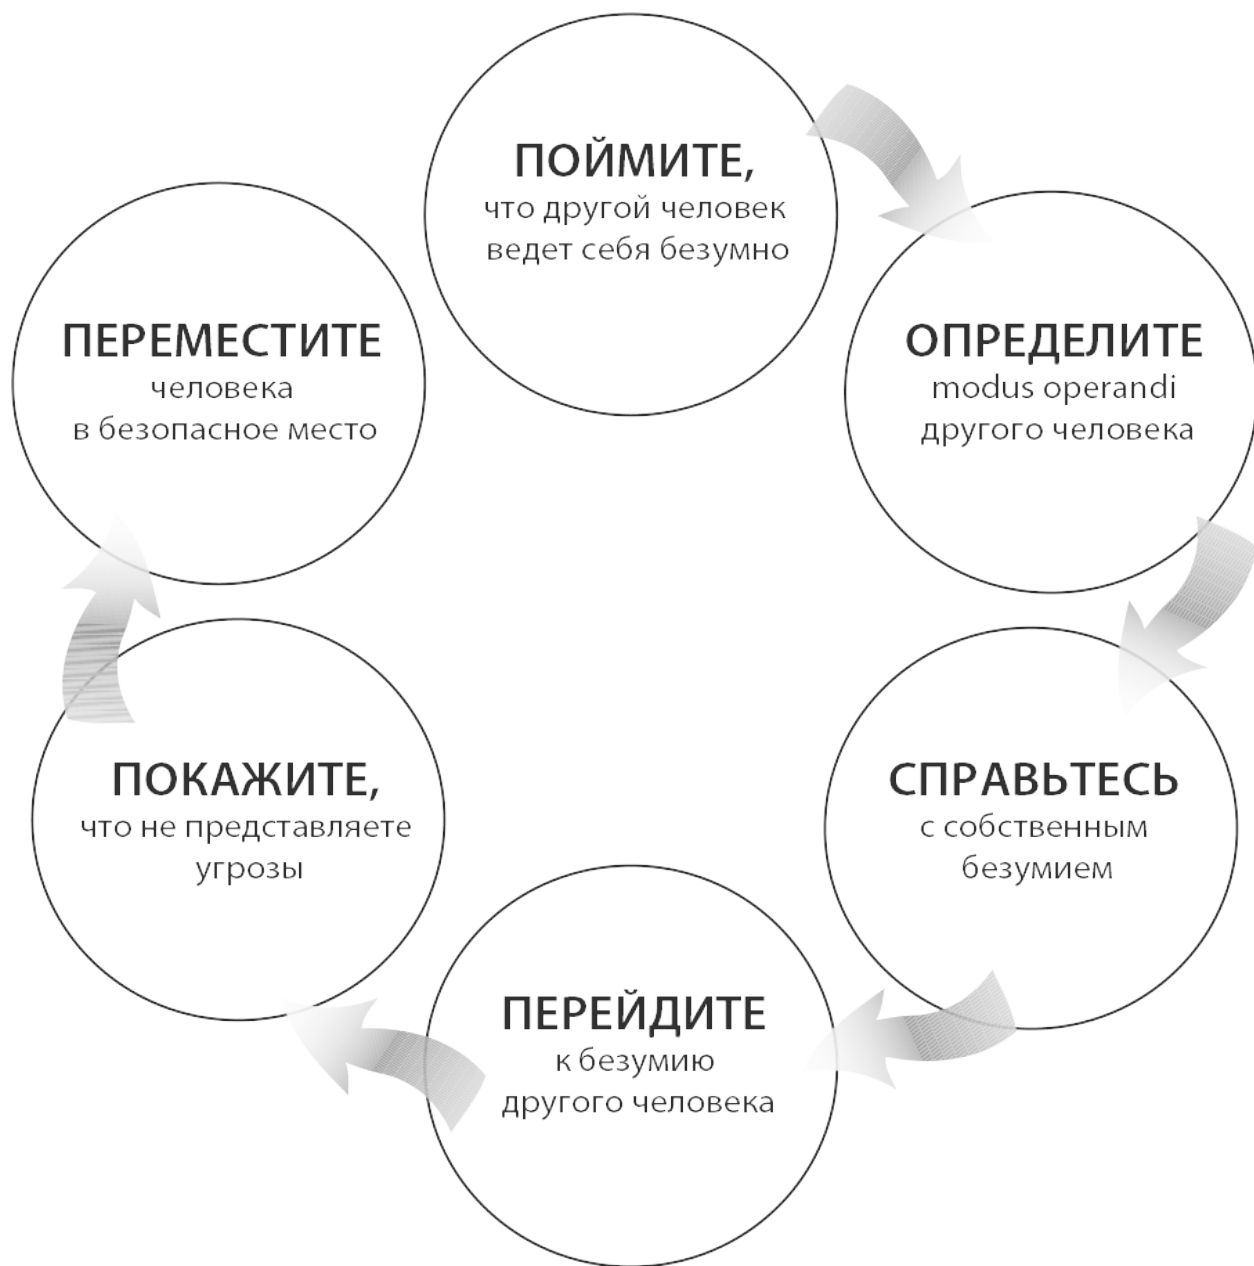 ПОЙМИТЕ,
что другой человек
ведет себя безумно
ОПРЕДЕЛИТЕ
modus operandi
другого человека
СПРАВЬТЕСЬ
с собственным
безумием
ПЕРЕЙДИТЕ
к безумию
другого человека
ПОКАЖИТЕ,
что не представляете
угрозы
ПЕРЕМЕСТИТЕ
человека
в безопасное место